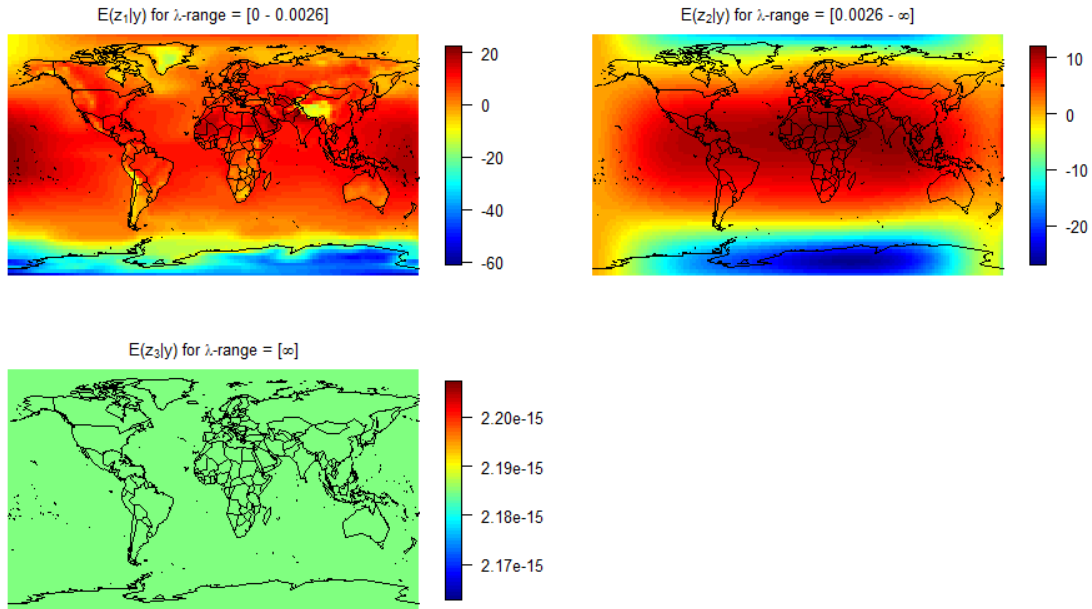 E(z₁|y) for λ-range = [0 - 0.0026]
20
0
-20
-40
-60
E(z₂|y) for λ-range = [0.0026 - ∞]
10
0
-10
-20
E(z₃|y) for λ-range = [∞]
2.20e-15
2.19e-15
2.18e-15
2.17e-15